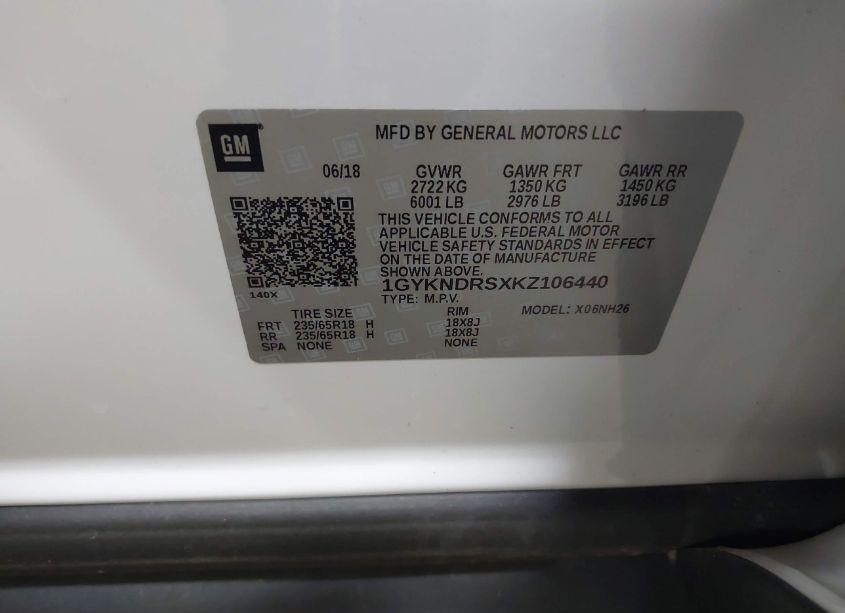 GM
MFD BY GENERAL MOTORS LLC
06/18 GVWR GAWR FRT GAWR RR
2722 KG 1350 KG 1450 KG
6001 LB 2976 LB 3196 LB
THIS VEHICLE CONFORMS TO ALL
APPLICABLE U.S. FEDERAL MOTOR
VEHICLE SAFETY STANDARDS IN EFFECT
ON THE DATE OF MANUFACTURE
SHOWN ABOVE.
1GYKNDRSXKZ106440
140X
TYPE: M.P.V.
MODEL: X06NH26
TIRE SIZE RIM
FRT 235/65R18 H 18X8J
RR 235/65R18 H 18X8J
SPA NONE NONE